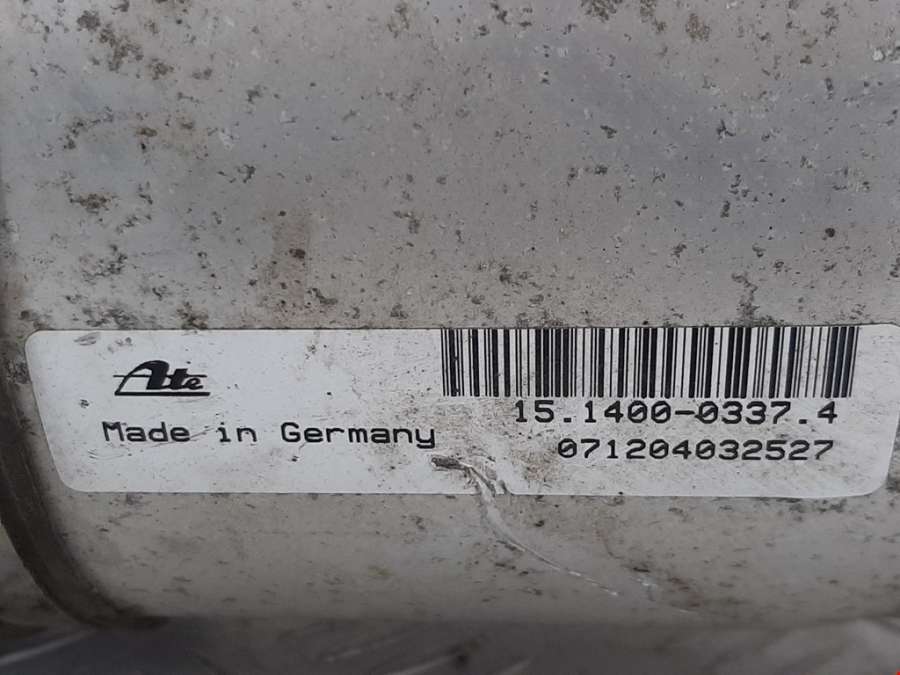 Ate
Made in Germany
15.1400-0337.4
071204032527